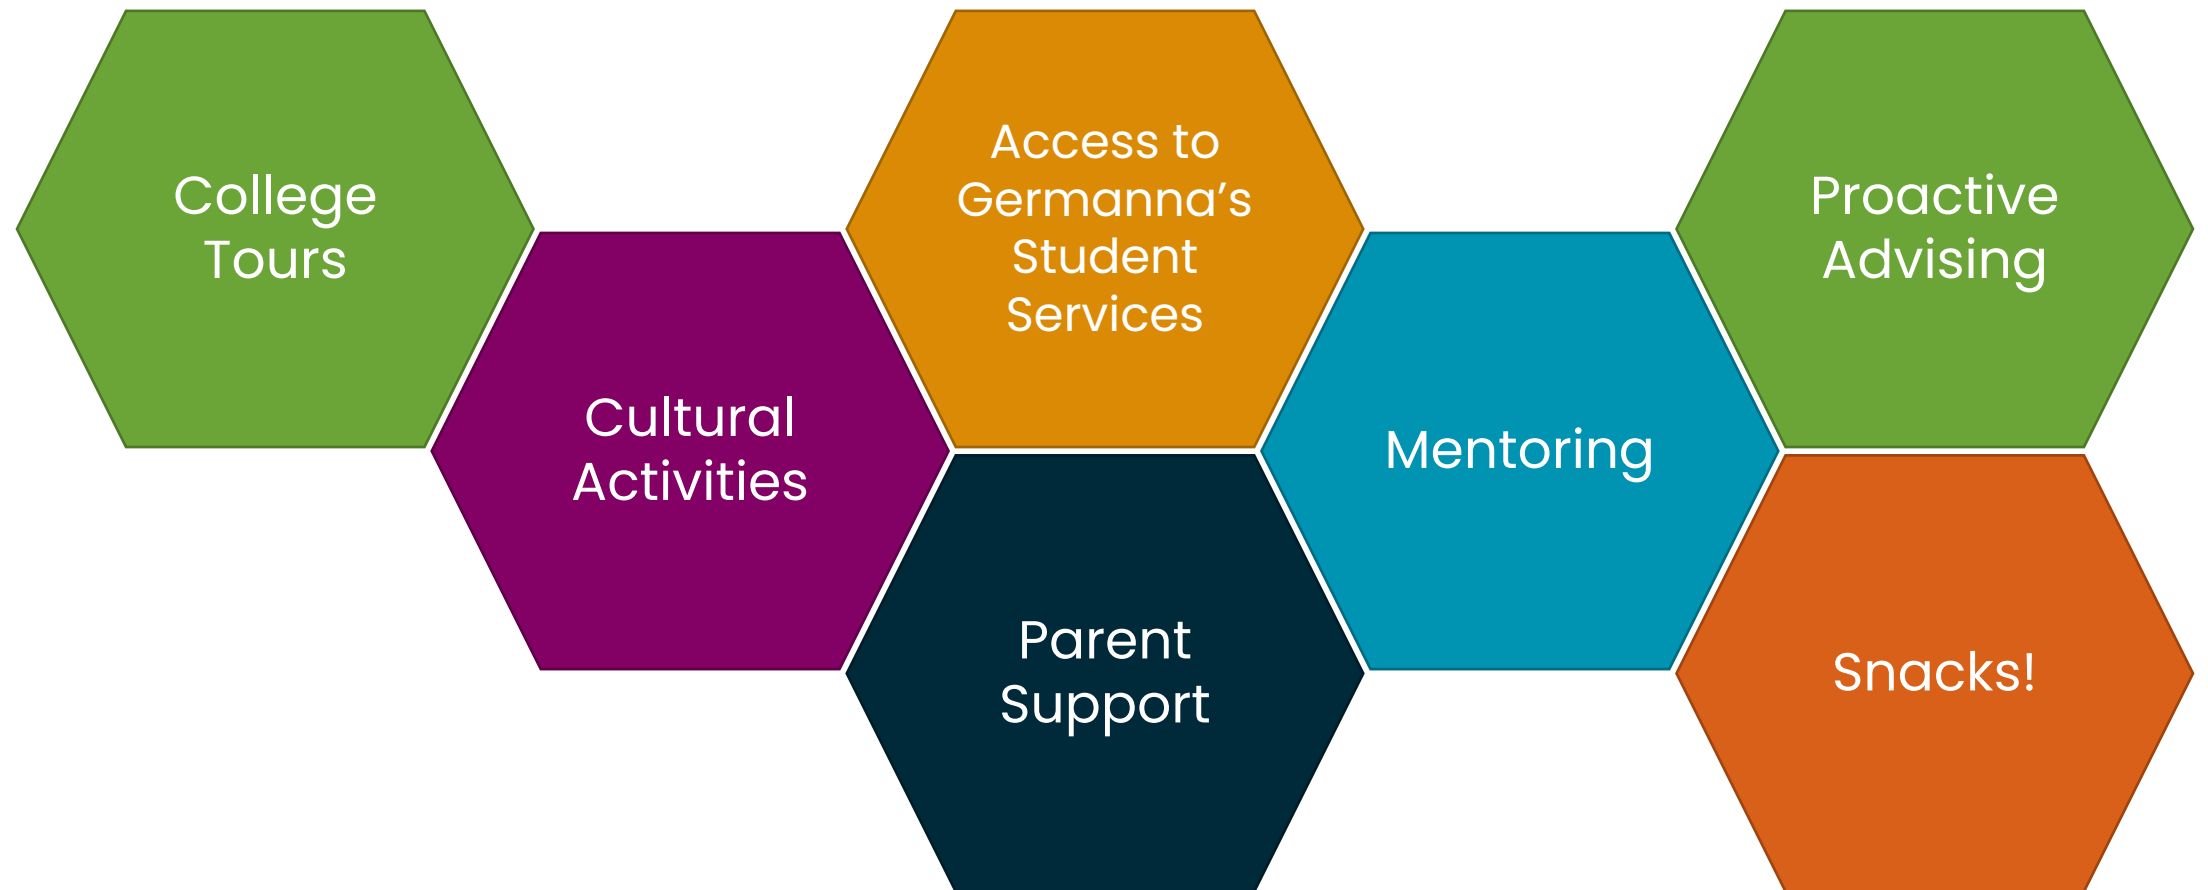 College
Tours
Cultural
Activities
Access to
Germanna’s
Student
Services
Parent
Support
Mentoring
Proactive
Advising
Snacks!